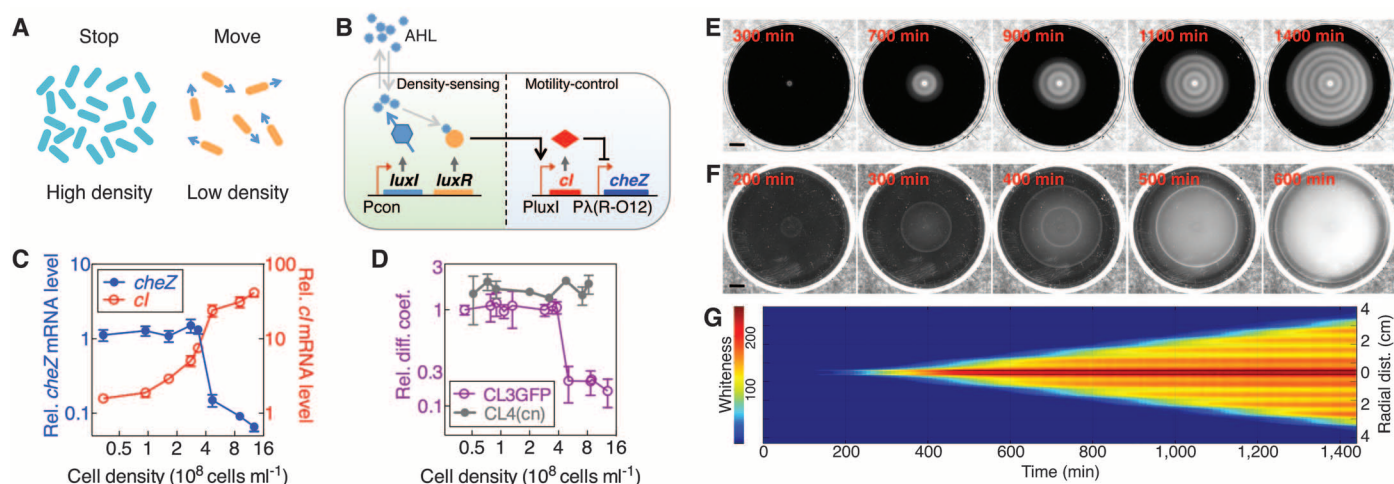 A
Stop
Move
High density
Low density
B
AHL
Density-sensing
Motility-control
luxI
luxR
cI
cheZ
Pcon
PluxI
Pλ(R-O12)
C
Rel. cheZ mRNA level
1
0.1
cheZ
cI
100
10
1
Rel. cI mRNA level
0.5 1 2 4 8 16
Cell density (10⁸ cells ml⁻¹)
D
Rel. diff. coef.
3
1
0.3
0.1
CL3GFP
CL4(cn)
0.5 1 2 4 8 16
Cell density (10⁸ cells ml⁻¹)
E
300 min
700 min
900 min
1100 min
1400 min
F
200 min
300 min
400 min
500 min
600 min
G
Whiteness
200
100
4
2
0
2
4
Radial dist. (cm)
0 200 400 600 800 1,000 1,200 1,400
Time (min)